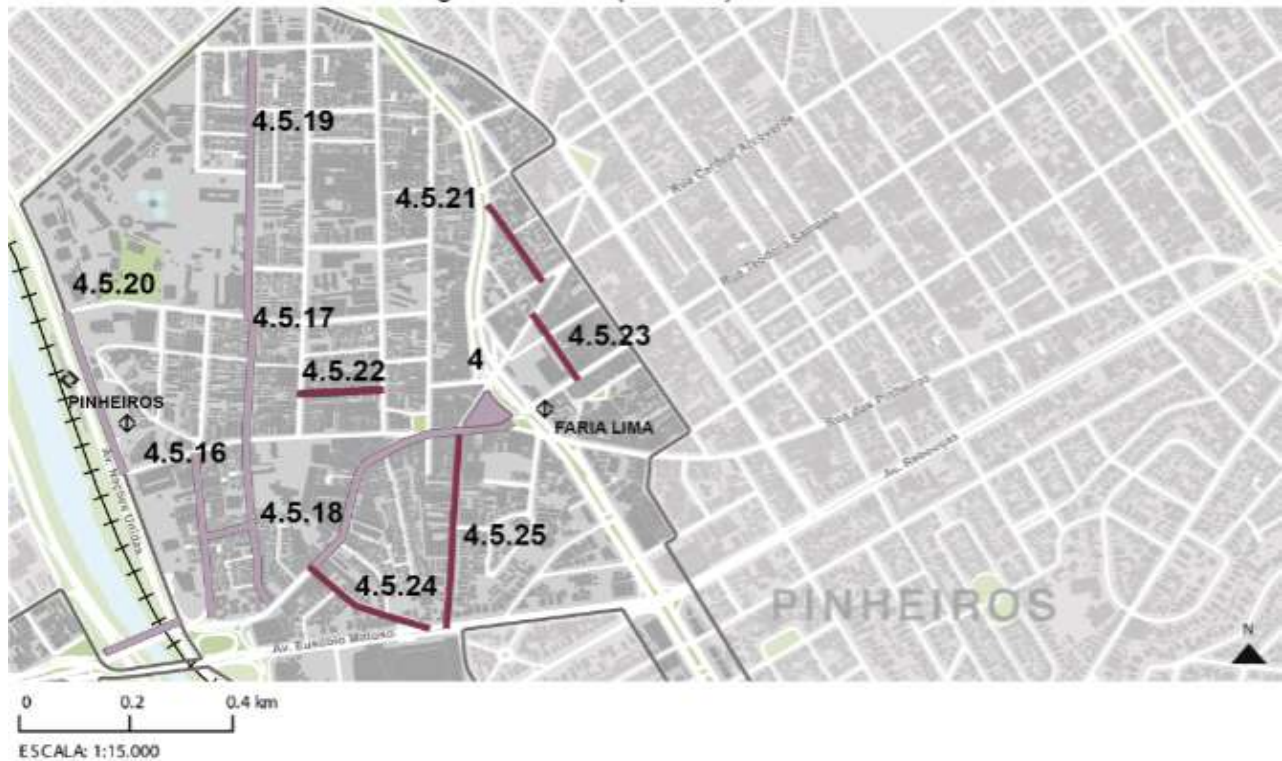 4.5.19
Rua Cardeal Arcoverde
4.5.21
Rua Teodoro Sampaio
4.5.20
4.5.17
4.5.23
4
4.5.22
PINHEIROS
FARIA LIMA
Rua dos Pinheiros
4.5.16
Av. Rebouças
Av. Nações Unidas
4.5.18
4.5.25
4.5.24
PINHEIROS
Av. Eusébio Matoso
N
0 0.2 0.4 km
ESCALA: 1:15.000